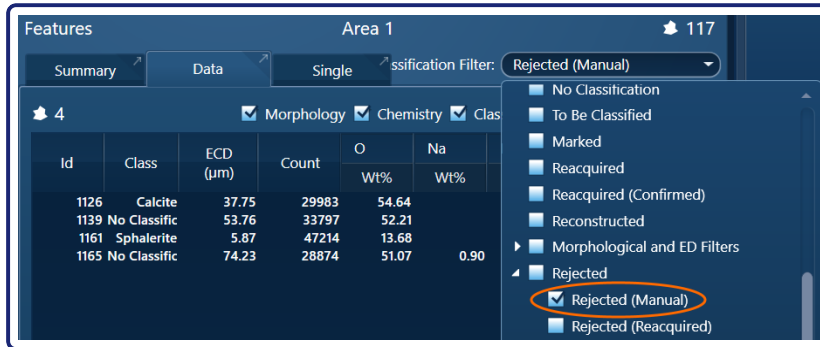 Features Area 1 117
Summary Data Single ssification Filter: Rejected (Manual)
No Classification
4 Morphology Chemistry Clas To Be Classified
Marked
Id Class ECD (µm) Count O Na
Wt% Wt%
Reacquired
Reacquired (Confirmed)
1126 Calcite 37.75 29983 54.64
Reconstructed
1139 No Classific 53.76 33797 52.21
1161 Sphalerite 5.87 47214 13.68
Morphological and ED Filters
1165 No Classific 74.23 28874 51.07 0.90
Rejected
Rejected (Manual)
Rejected (Reacquired)